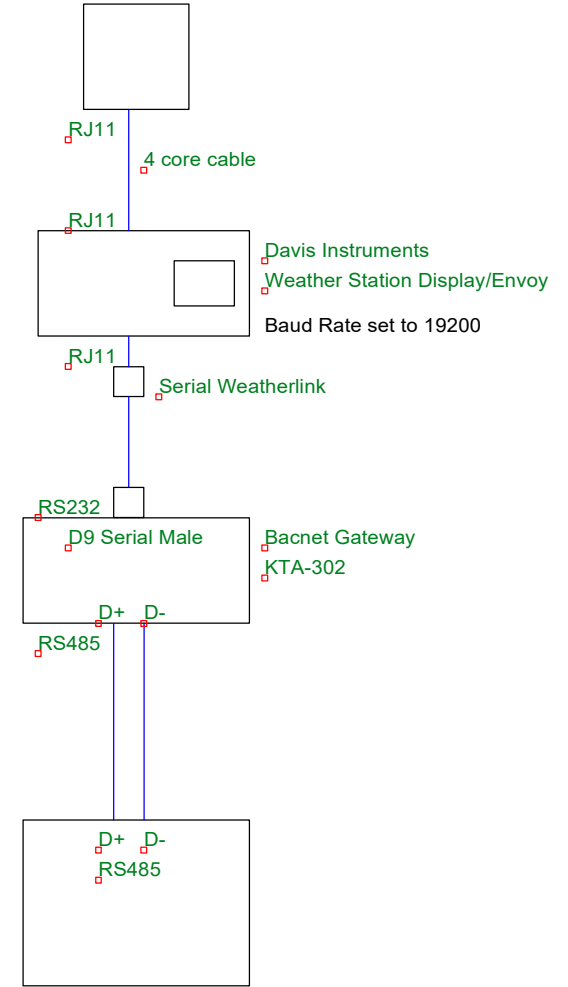 RJ11
4 core cable
RJ11
Davis Instruments
Weather Station Display/Envoy
Baud Rate set to 19200
RJ11
Serial Weatherlink
RS232
D9 Serial Male
Bacnet Gateway
KTA-302
D+ D-
RS485
D+ D-
RS485